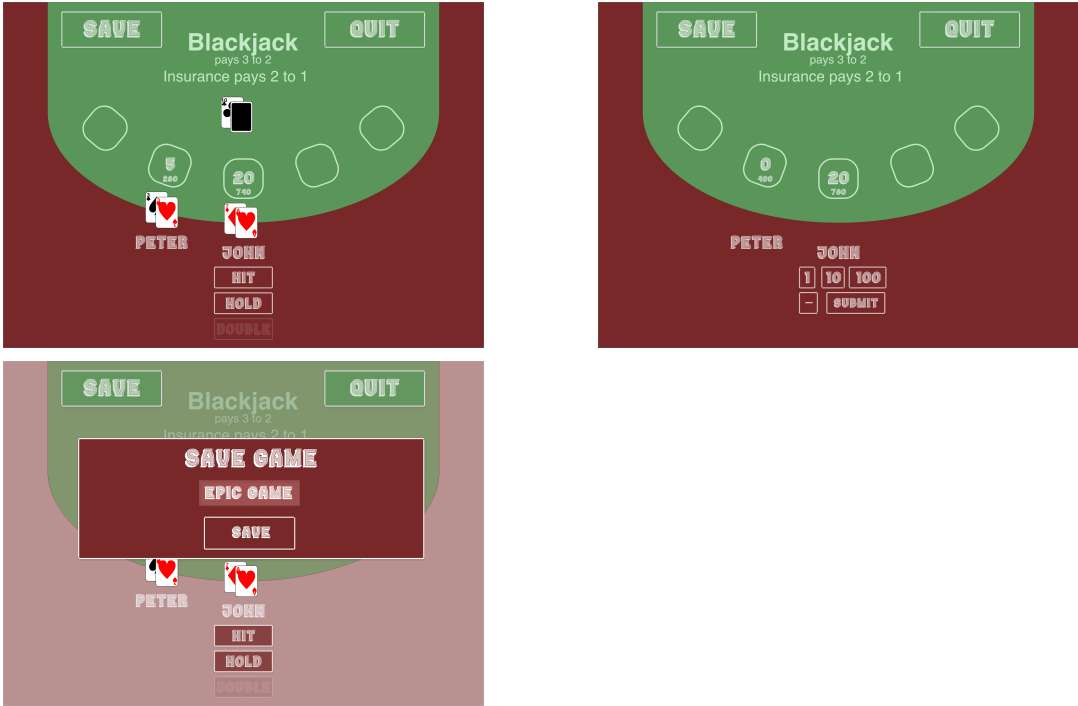 SAVE
QUIT
Blackjack
pays 3 to 2
Insurance pays 2 to 1
5
200
20
740
PETER
JOHN
HIT
HOLD
DOUBLE
SAVE
QUIT
Blackjack
pays 3 to 2
Insurance pays 2 to 1
0
400
20
780
PETER
JOHN
1 10 100
– SUBMIT
SAVE
QUIT
Blackjack
pays 3 to 2
Insurance pays 2 to 1
SAVE GAME
EPIC GAME
SAVE
PETER
JOHN
HIT
HOLD
DOUBLE